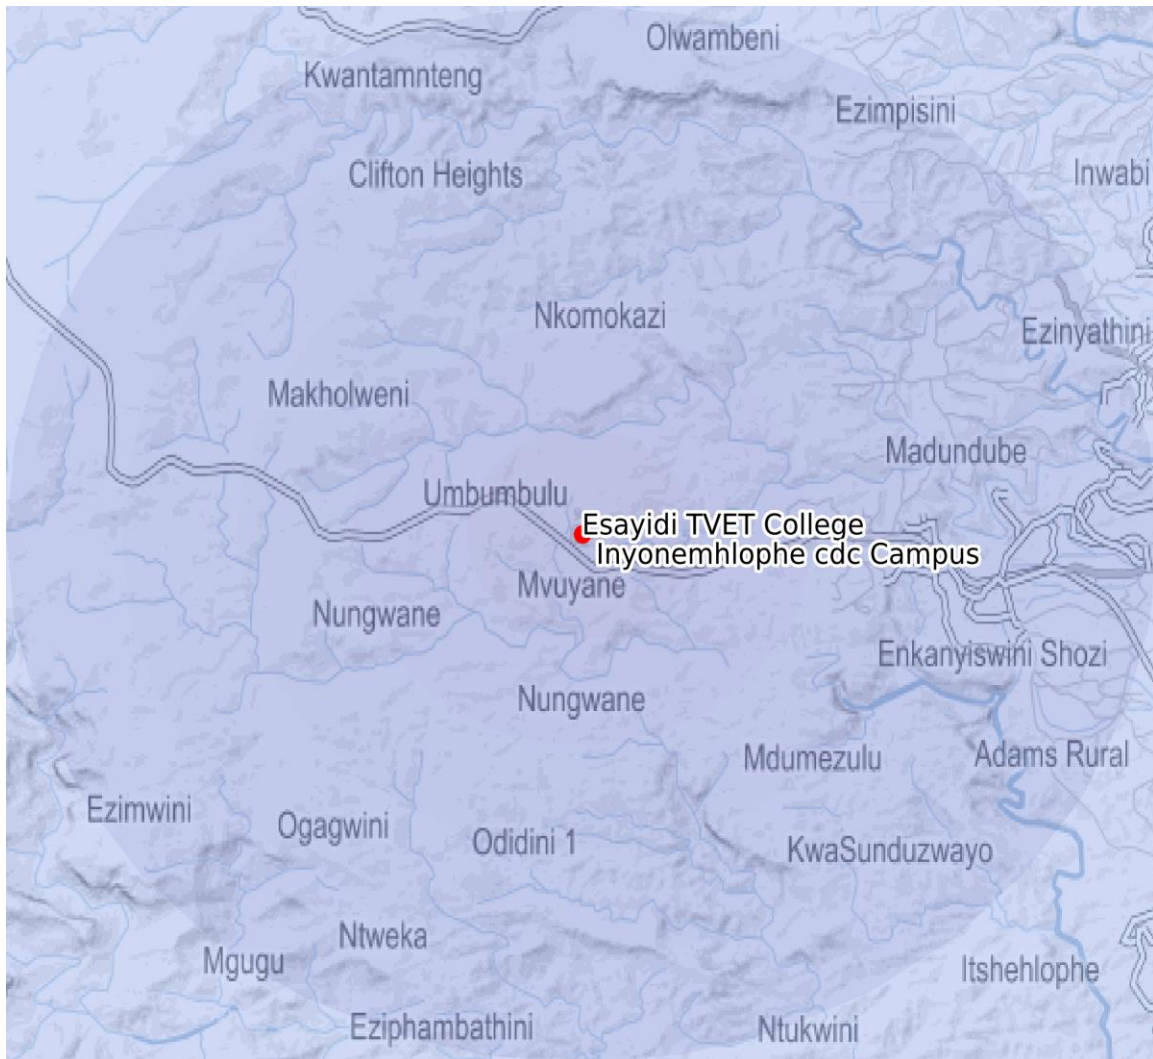 Olwambeni
Kwantamnteng
Ezimpisini
Clifton Heights
Inwabi
Nkomokazi
Ezinyathini
Makholweni
Madundube
Umbumbulu
Esayidi TVET College
Inyonemhlophe cdc Campus
Mvuyane
Nungwane
Enkanyiswini Shozi
Nungwane
Mdumezulu
Adams Rural
Ezimwini
Ogagwini
Odidini 1
KwaSunduzwayo
Ntweka
Mgugu
Itshehlophe
Eziphambathini
Ntukwini